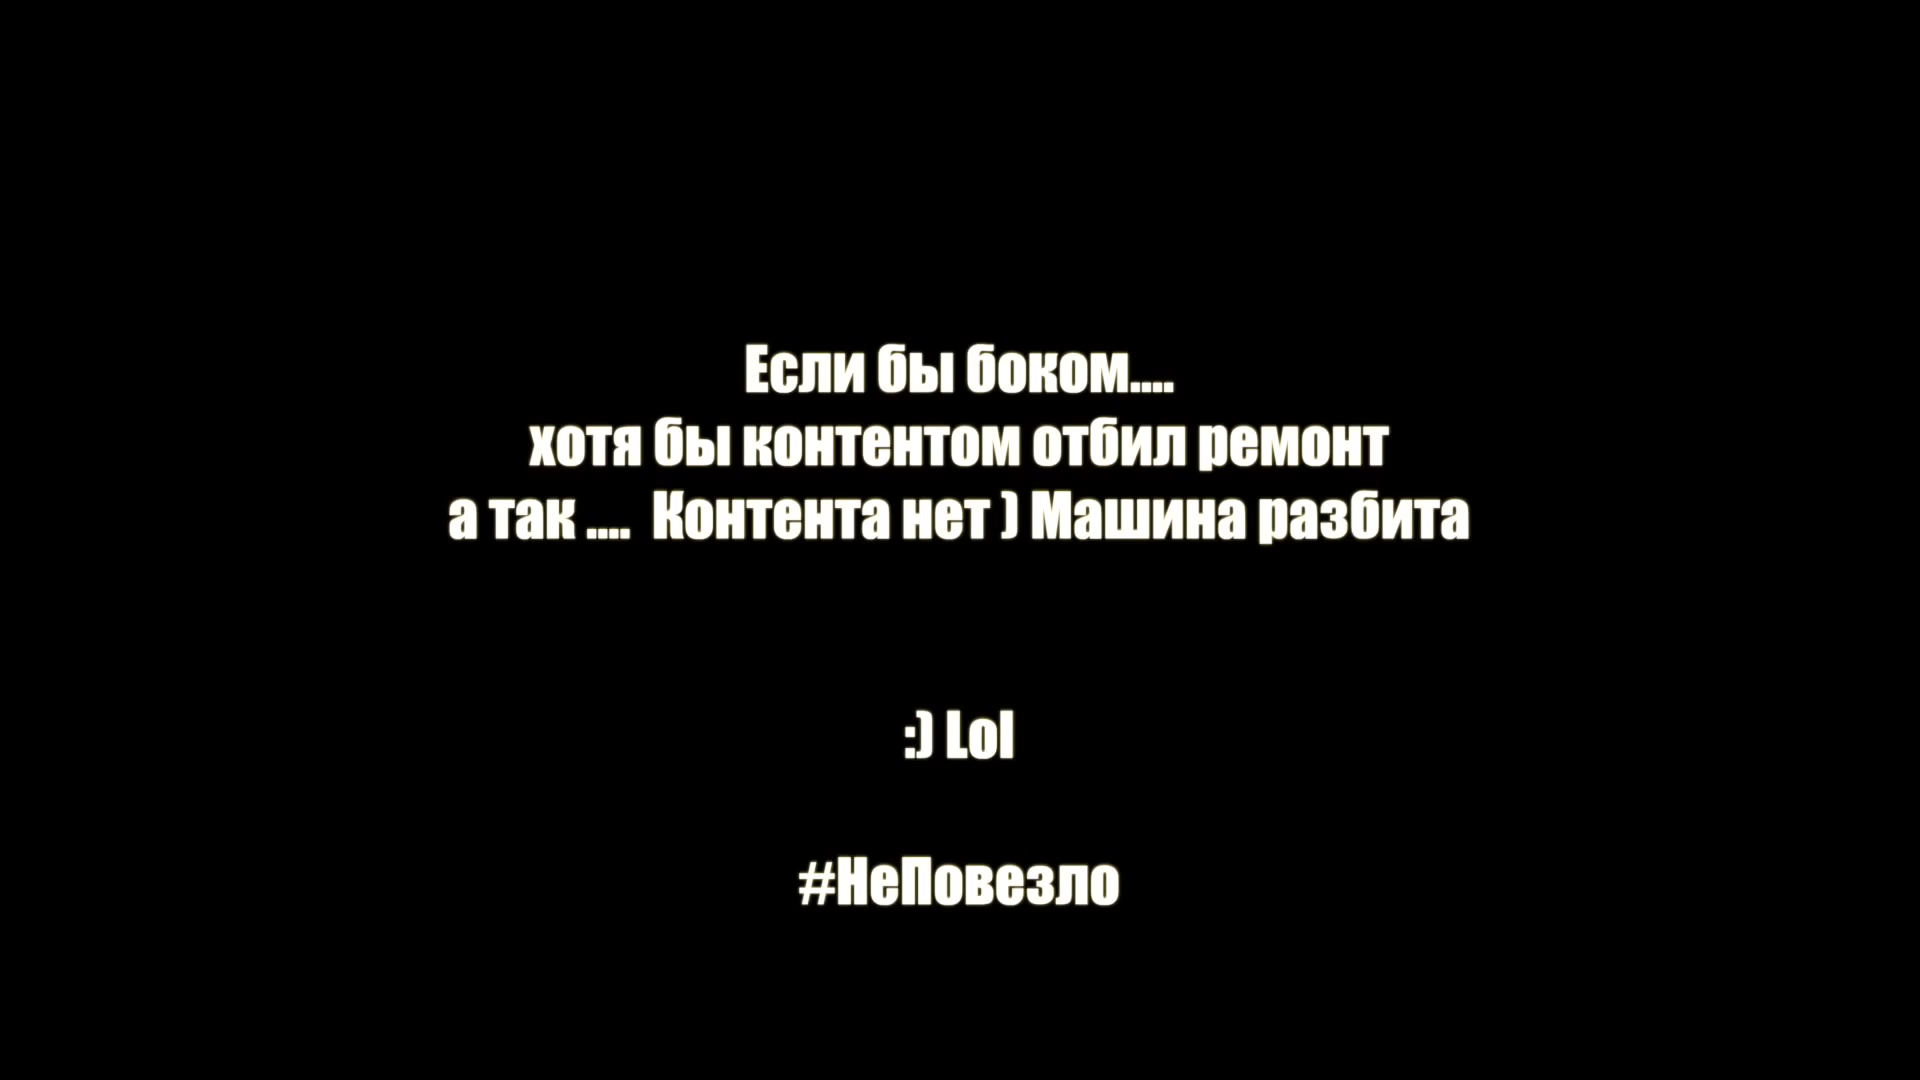 Если бы боком....
хотя бы контентом отбил ремонт
а так .... Контента нет ) Машина разбита
:) Lol
#НеПовезло